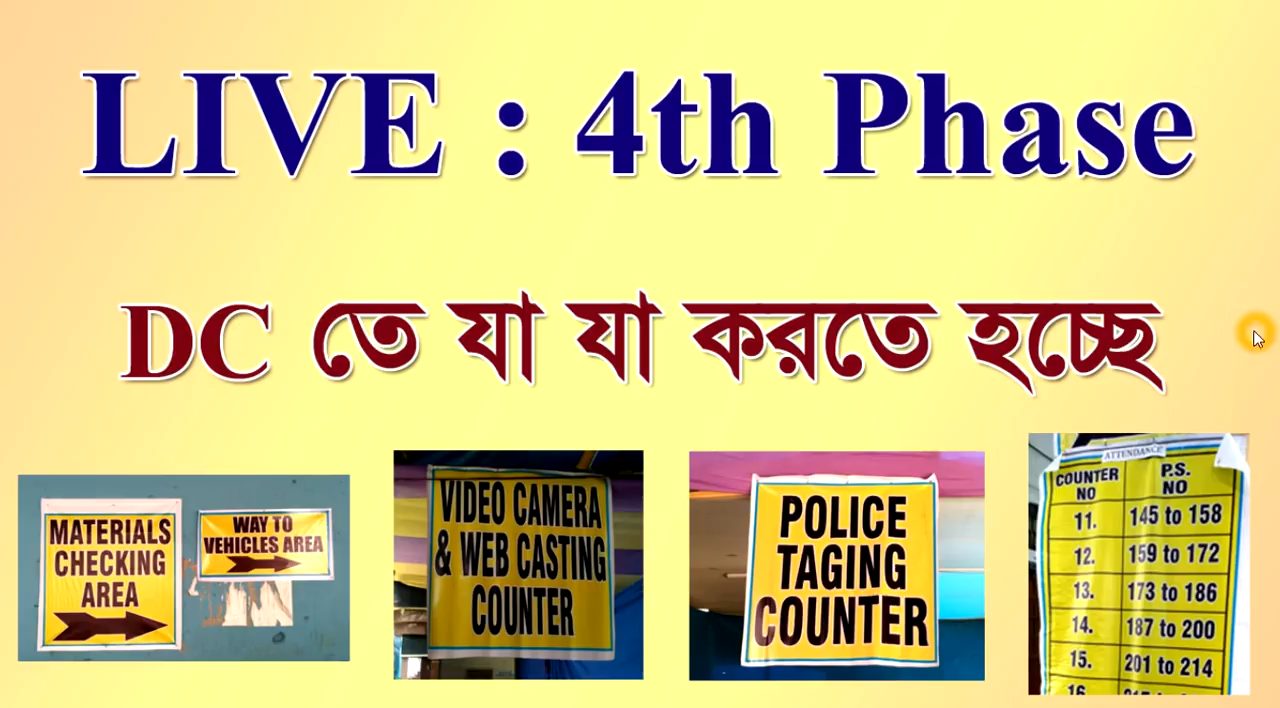 LIVE : 4th Phase
DC তে যা যা করতে হচ্ছে
MATERIALS
CHECKING
AREA
WAY TO
VEHICLES AREA
VIDEO CAMERA
& WEB CASTING
COUNTER
POLICE
TAGING
COUNTER
ATTENDANCE
COUNTER NO P.S. NO
11. 145 to 158
12. 159 to 172
13. 173 to 186
14. 187 to 200
15. 201 to 214
16.